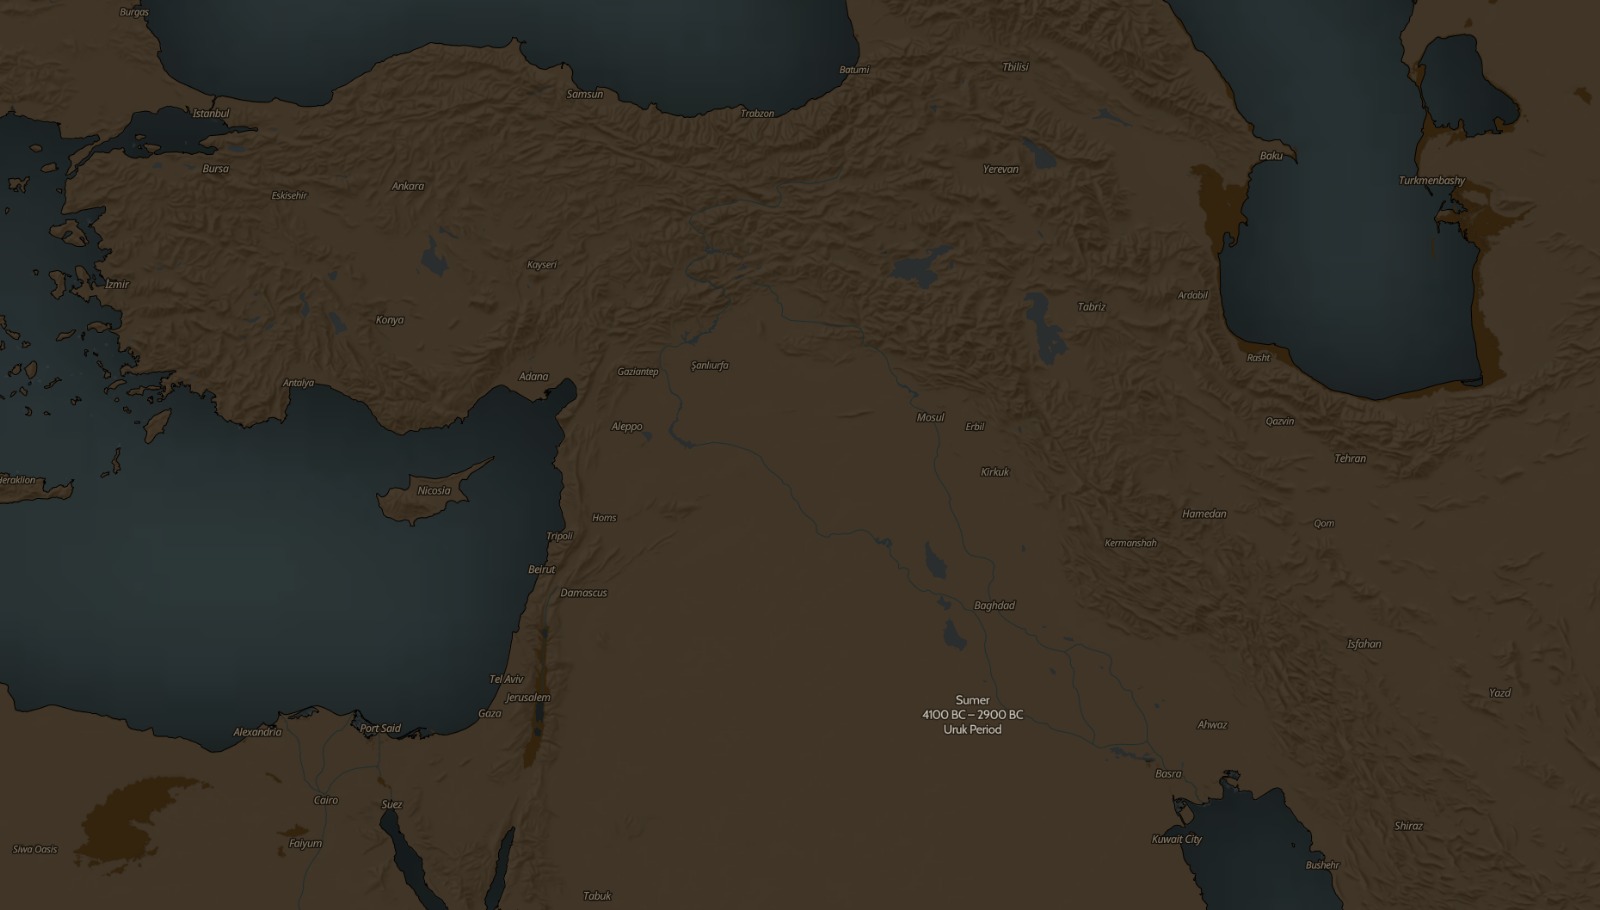 Burgas
Batumi
Tbilisi
Samsun
Istanbul
Trabzon
Baku
Bursa
Yerevan
Turkmenbashy
Ankara
Eskisehir
Kayseri
Izmir
Ardabil
Tabriz
Konya
Rasht
Şanlıurfa
Gaziantep
Adana
Antalya
Mosul
Qazvin
Aleppo
Erbil
Tehran
Kirkuk
Heraklion
Nicosia
Hamedan
Homs
Qom
Tripoli
Kermanshah
Beirut
Damascus
Baghdad
Isfahan
Tel Aviv
Yazd
Jerusalem
Sumer
4100 BC – 2900 BC
Uruk Period
Gaza
Ahwaz
Port Said
Alexandria
Basra
Cairo
Suez
Shiraz
Kuwait City
Faiyum
Siwa Oasis
Bushehr
Tabuk